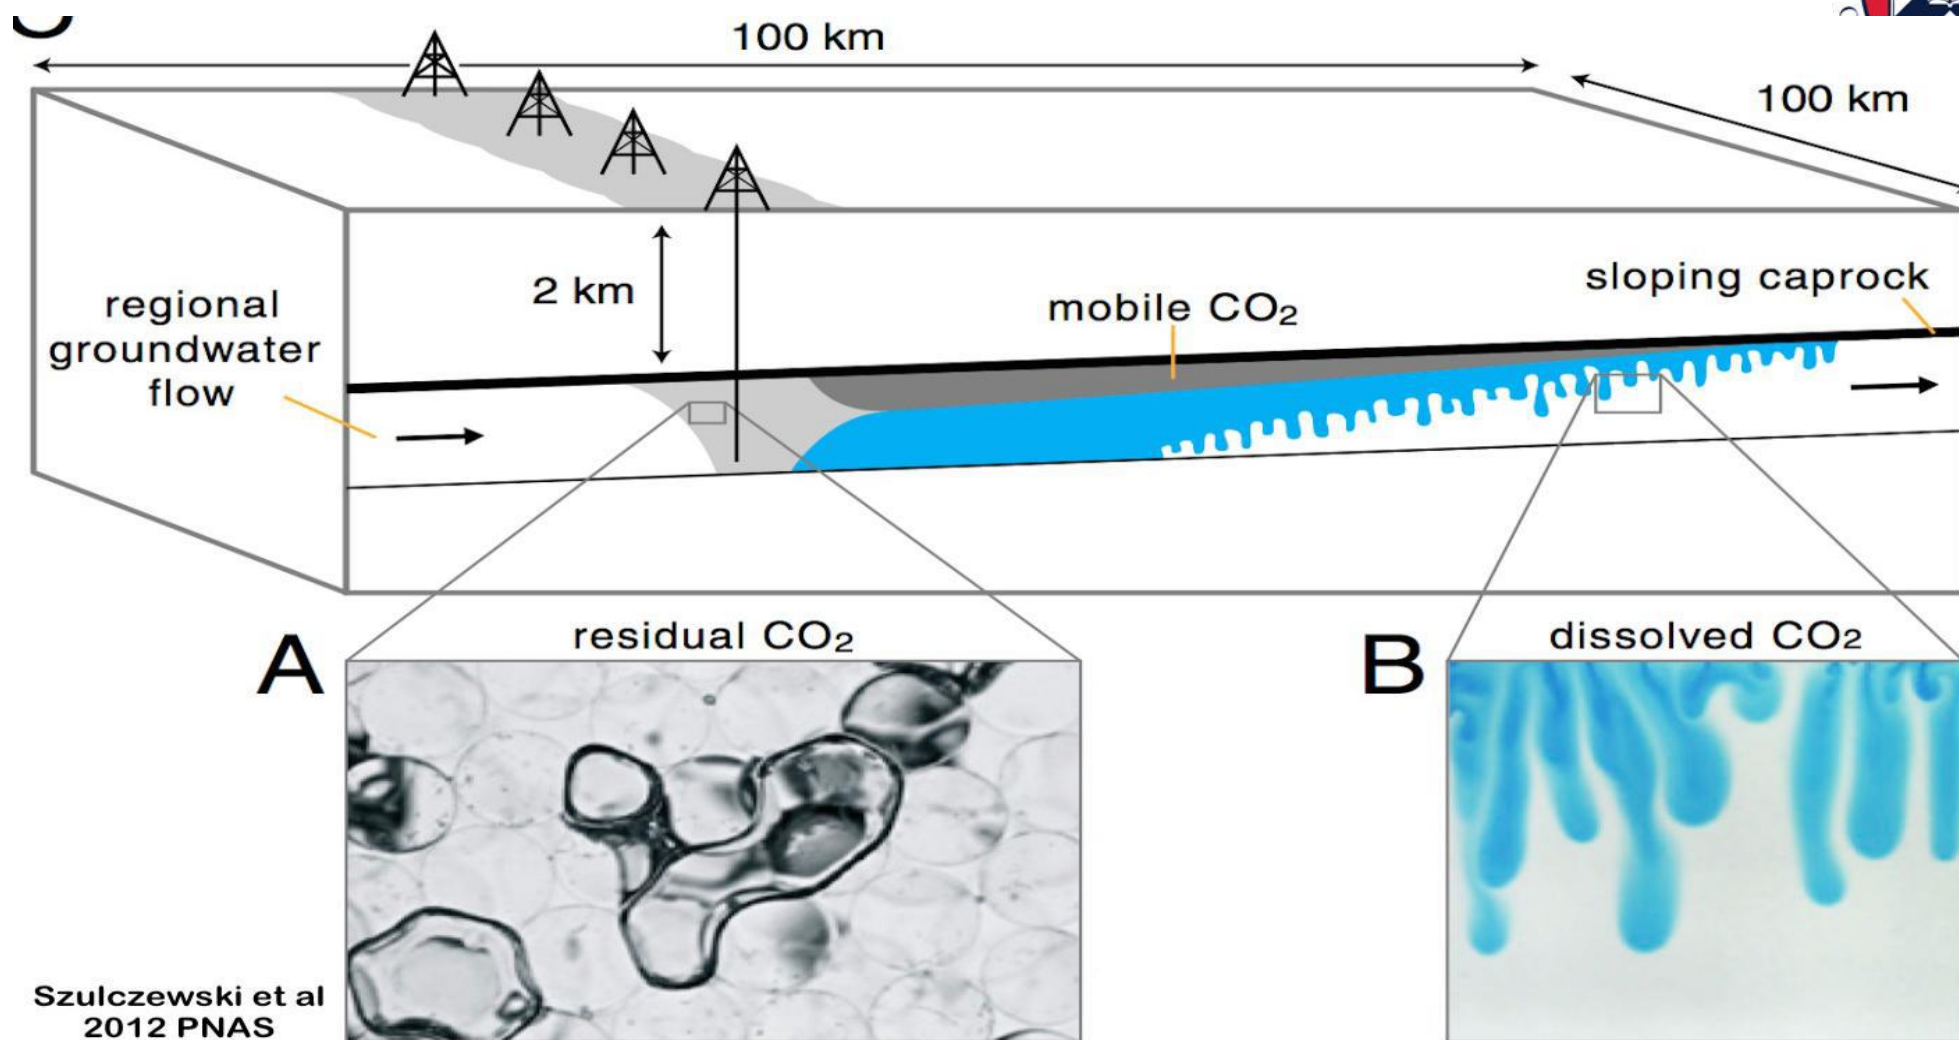 100 km
100 km
2 km
regional
groundwater
flow
mobile CO₂
sloping caprock
A
residual CO₂
B
dissolved CO₂
Szulczewski et al
2012 PNAS